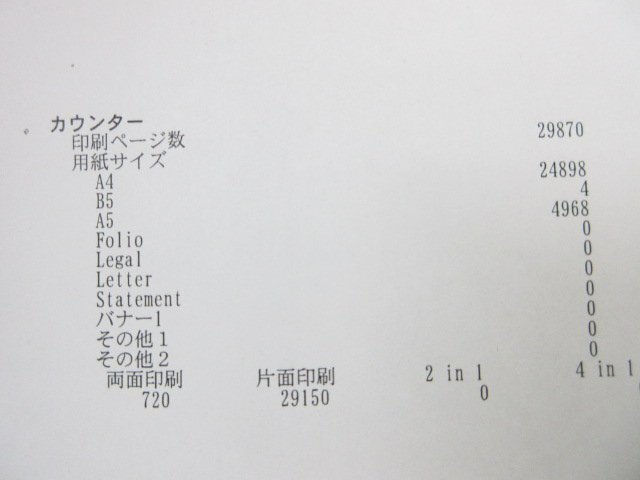 カウンター
印刷ページ数 29870
用紙サイズ
A4 24898
B5 4
A5 4968
Folio 0
Legal 0
Letter 0
Statement 0
バナー1 0
その他１ 0
その他２ 0
両面印刷 片面印刷 2 in 1 4 in 1
720 29150 0